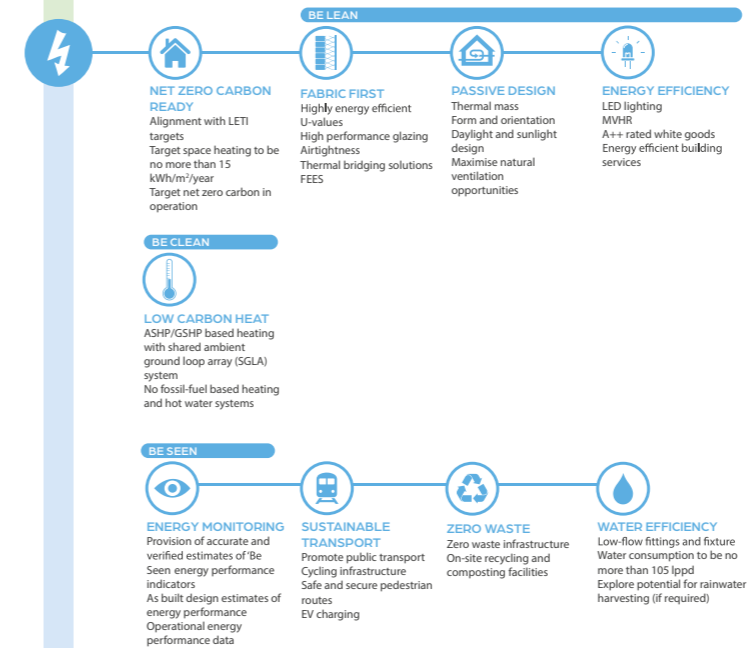 BE LEAN
NET ZERO CARBON
READY
Alignment with LETI
targets
Target space heating to be
no more than 15
kWh/m²/year
Target net zero carbon in
operation
FABRIC FIRST
Highly energy efficient
U-values
High performance glazing
Airtightness
Thermal bridging solutions
FEES
PASSIVE DESIGN
Thermal mass
Form and orientation
Daylight and sunlight
design
Maximise natural
ventilation
opportunities
ENERGY EFFICIENCY
LED lighting
MVHR
A++ rated white goods
Energy efficient building
services
BE CLEAN
LOW CARBON HEAT
ASHP/GSHP based heating
with shared ambient
ground loop array (SGLA)
system
No fossil-fuel based heating
and hot water systems
BE SEEN
ENERGY MONITORING
Provision of accurate and
verified estimates of ‘Be
Seen energy performance
indicators
As built design estimates of
energy performance
Operational energy
performance data
SUSTAINABLE
TRANSPORT
Promote public transport
Cycling infrastructure
Safe and secure pedestrian
routes
EV charging
ZERO WASTE
Zero waste infrastructure
On-site recycling and
composting facilities
WATER EFFICIENCY
Low-flow fittings and fixture
Water consumption to be no
more than 105 lppd
Explore potential for rainwater
harvesting (if required)